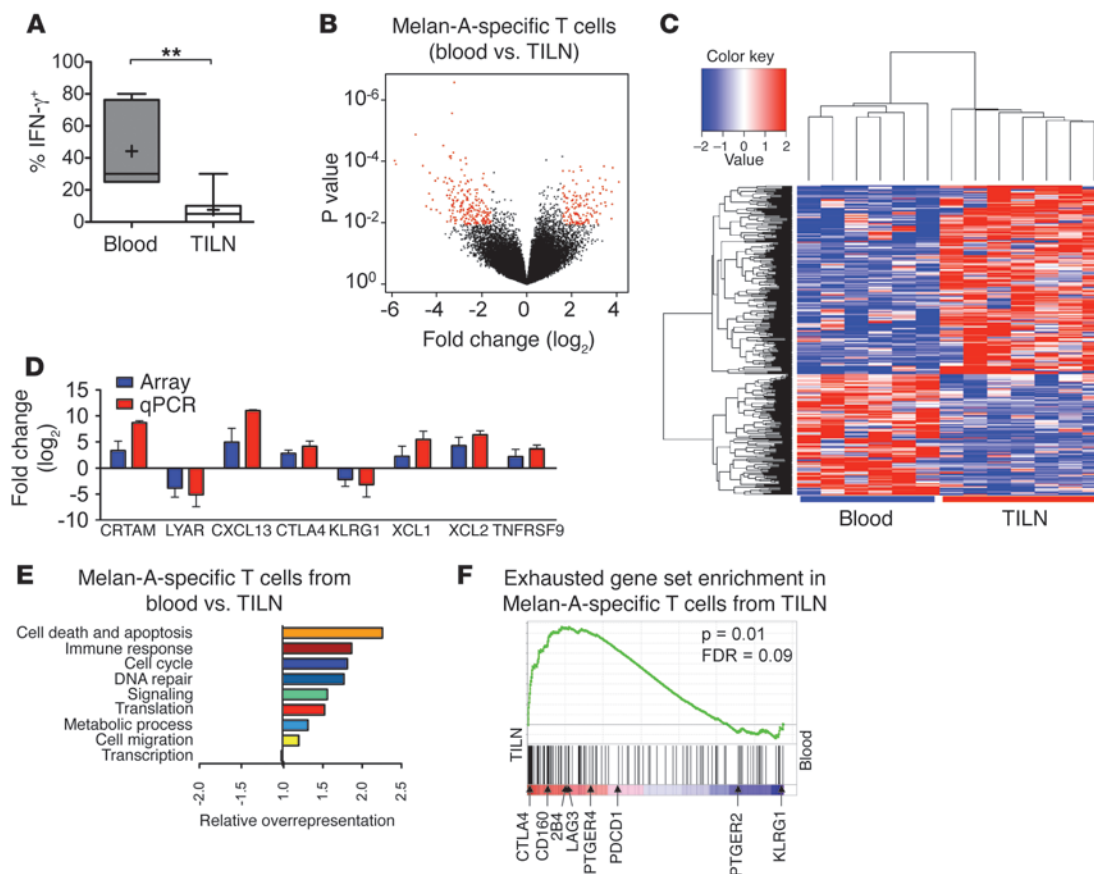 A
**
% IFN-γ+
100
80
60
40
20
0
Blood
TILN
B
Melan-A-specific T cells
(blood vs. TILN)
P value
10-6
10-4
10-2
100
-6
-4
-2
0
2
4
Fold change (log2)
C
Color key
-2 -1 0 1 2
Value
Blood
TILN
D
Array
qPCR
Fold change
(log2)
15
10
5
0
-5
-10
CRTAM LYAR CXCL13 CTLA4 KLRG1 XCL1 XCL2 TNFRSF9
E
Melan-A-specific T cells from
blood vs. TILN
Cell death and apoptosis
Immune response
Cell cycle
DNA repair
Signaling
Translation
Metabolic process
Cell migration
Transcription
-2.0
-1.5
1.0
1.5
2.0
2.5
Relative overrepresentation
F
Exhausted gene set enrichment in
Melan-A-specific T cells from TILN
p = 0.01
FDR = 0.09
TILN
Blood
CTLA4
CD160
2B4
LAG3
PTGER4
PDCD1
PTGER2
KLRG1